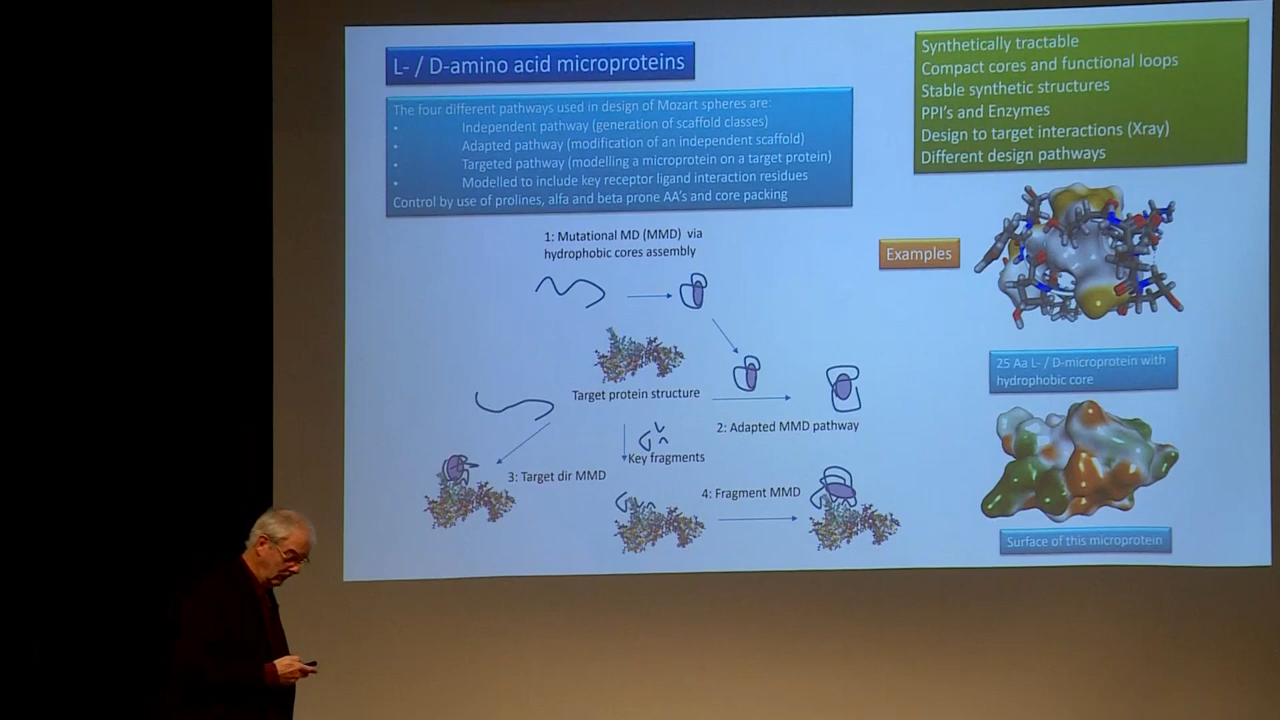 L- / D-amino acid microproteins
The four different pathways used in design of Mozart spheres are:
• Independent pathway (generation of scaffold classes)
• Adapted pathway (modification of an independent scaffold)
• Targeted pathway (modelling a microprotein on a target protein)
• Modelled to include key receptor ligand interaction residues
Control by use of prolines, alfa and beta prone AA's and core packing
Synthetically tractable
Compact cores and functional loops
Stable synthetic structures
PPI's and Enzymes
Design to target interactions (Xray)
Different design pathways
1: Mutational MD (MMD) via
hydrophobic cores assembly
Examples
Target protein structure
2: Adapted MMD pathway
Key fragments
3: Target dir MMD
4: Fragment MMD
25 Aa L- / D-microprotein with
hydrophobic core
Surface of this microprotein